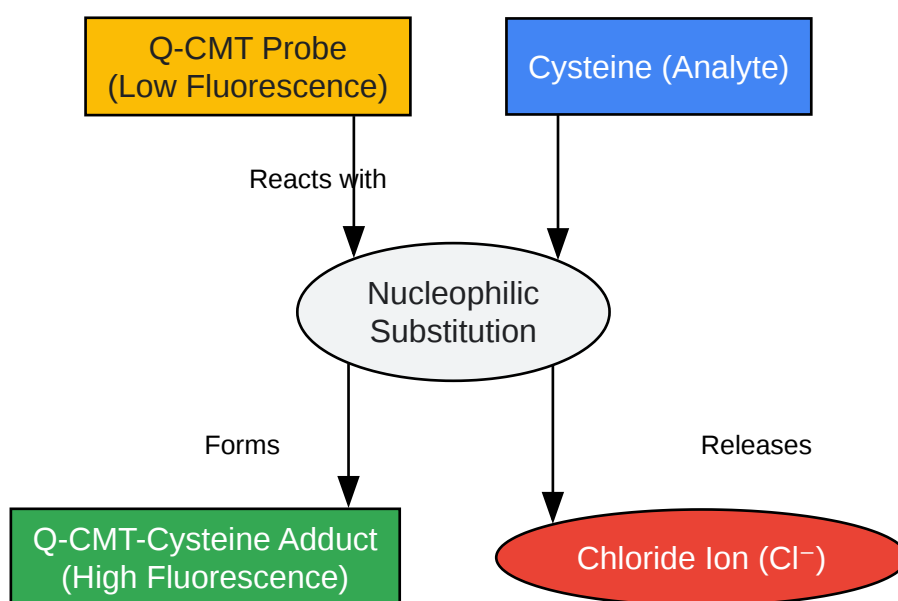 Q-CMT Probe
(Low Fluorescence)
Cysteine (Analyte)
Reacts with
Nucleophilic
Substitution
Forms
Releases
Q-CMT-Cysteine Adduct
(High Fluorescence)
Chloride Ion (Cl⁻)